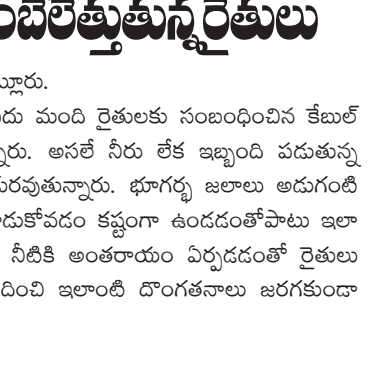 ంబేలెత్తుతున్న రైతులు
ల్లూరు.
దు మంది రైతులకు సంబంధించిన కేబుల్
న్నారు. అసలే నీరు లేక ఇబ్బంది పడుతున్న
రవుతున్నారు. భూగర్భ జలాలు అడుగంటి
డుకోవడం కష్టంగా ఉండడంతోపాటు ఇలా
నీటికి అంతరాయం ఏర్పడడంతో రైతులు
దించి ఇలాంటి దొంగతనాలు జరగకుండా